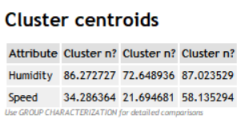 Cluster centroids
Attribute Cluster n? Cluster n? Cluster n?
Humidity 86.272727 72.648936 87.023529
Speed 34.286364 21.694681 58.135294
Use GROUP CHARACTERIZATION for detailed comparisons